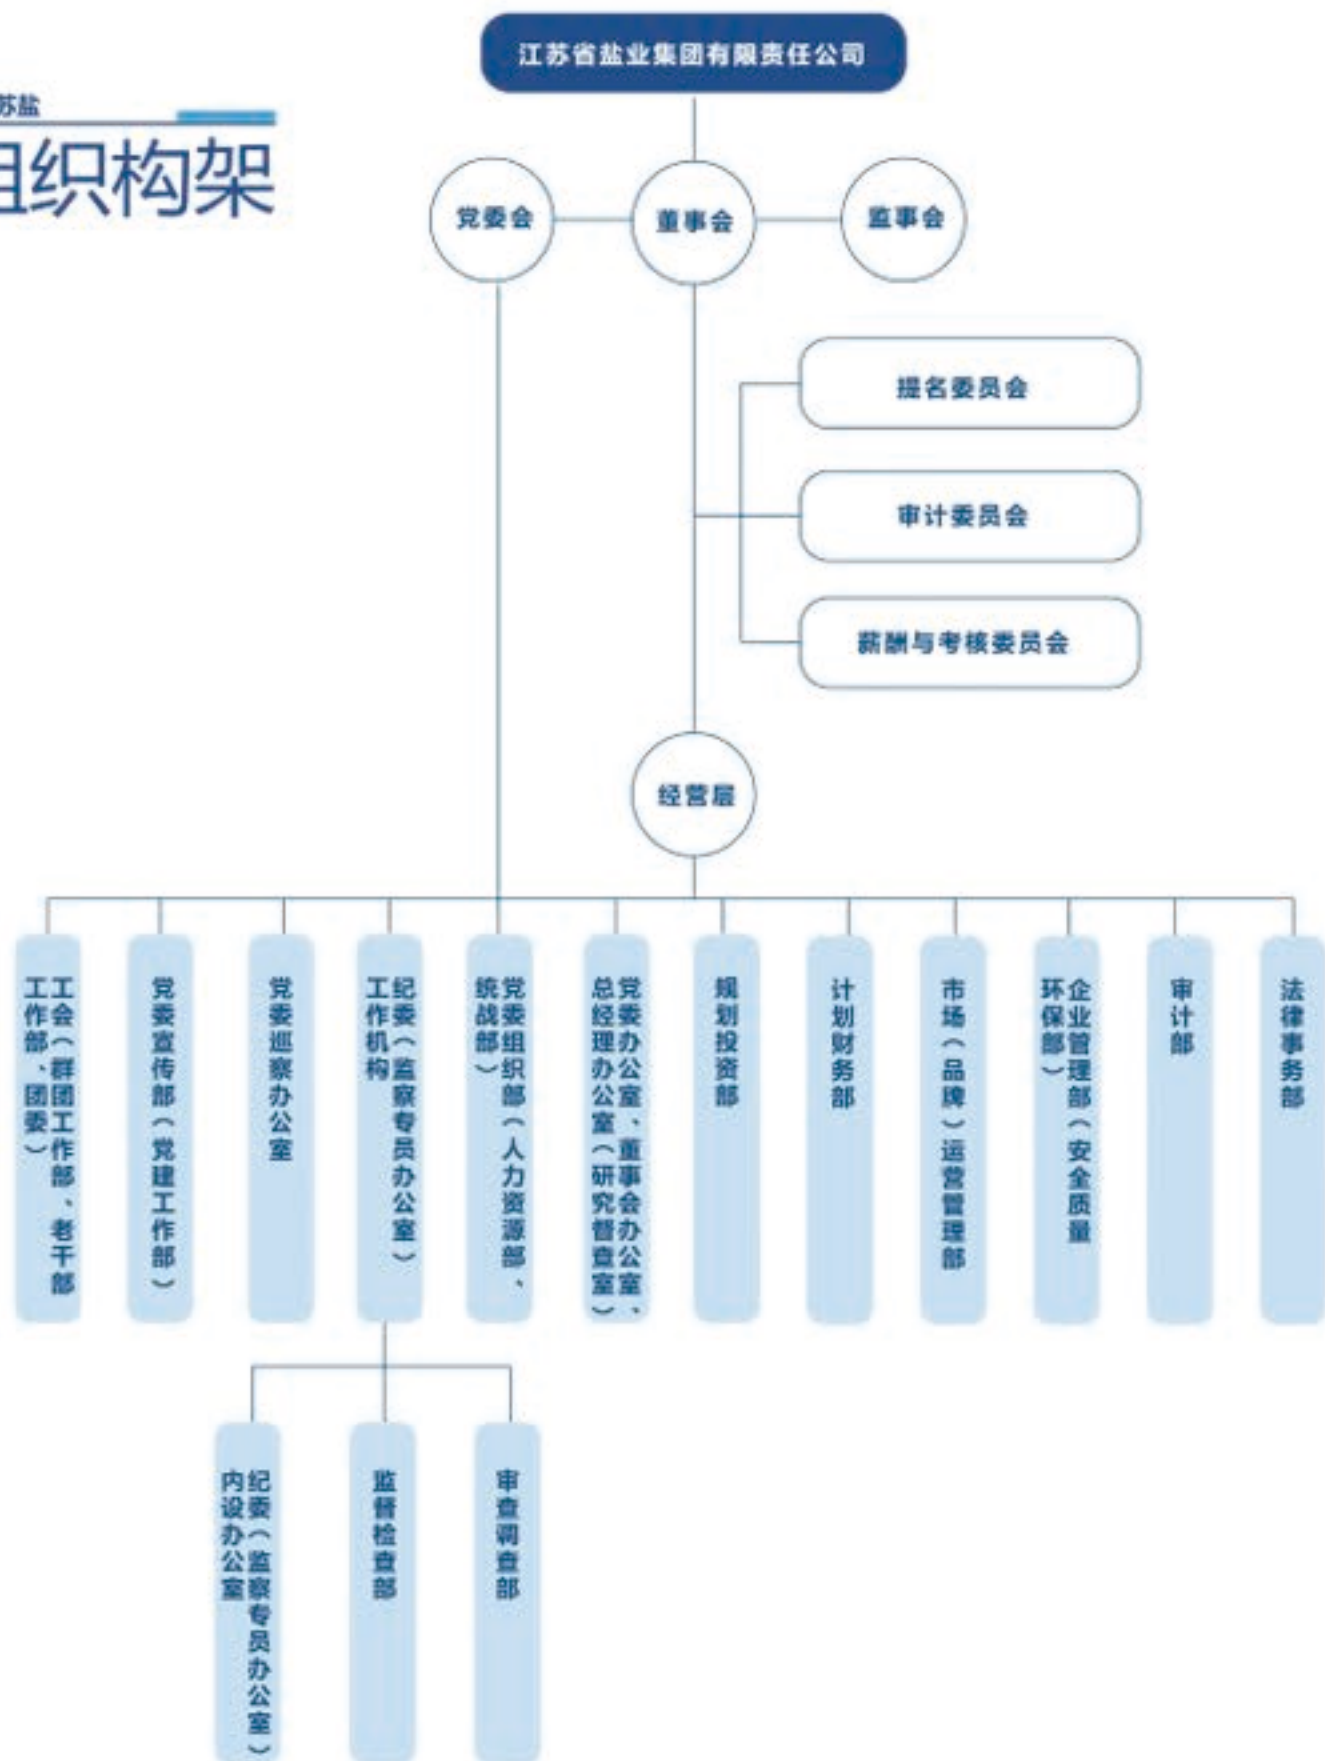 苏盐
组织构架
江苏省盐业集团有限责任公司
党委会
董事会
监事会
提名委员会
审计委员会
薪酬与考核委员会
经营层
工会（群团工作部、老干部
工作部、团委）
党委宣传部（党建工作部）
党委巡察办公室
纪委（监察专员办公室）
工作机构
党委组织部（人力资源部、
统战部）
党委办公室、董事会办公室、
总经理办公室（研究督查室）
规划投资部
计划财务部
市场（品牌）运营管理部
企业管理部（安全质量
环保部）
审计部
法律事务部
纪委（监察专员办公室）
内设办公室
监督检查部
审查调查部